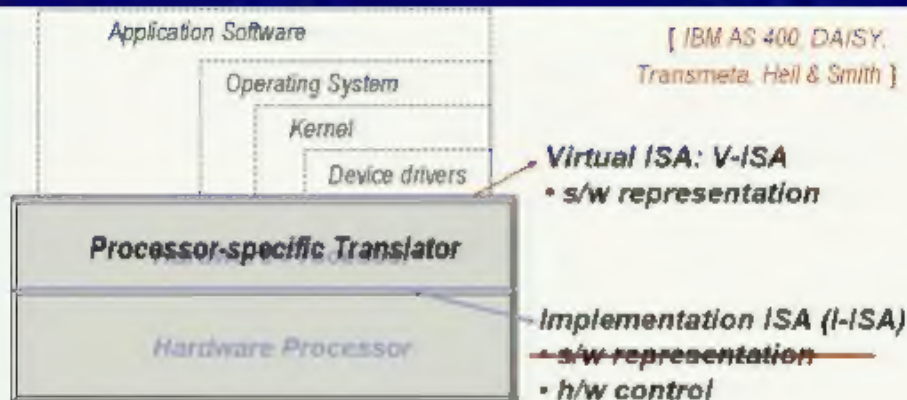 Application Software
[ IBM AS 400, DAISY,
Transmeta, Heil & Smith ]
Operating System
Kernel
Device drivers
Virtual ISA: V-ISA
• s/w representation
Processor-specific Translator
Implementation ISA (I-ISA)
• s/w representation
Hardware Processor
• h/w control